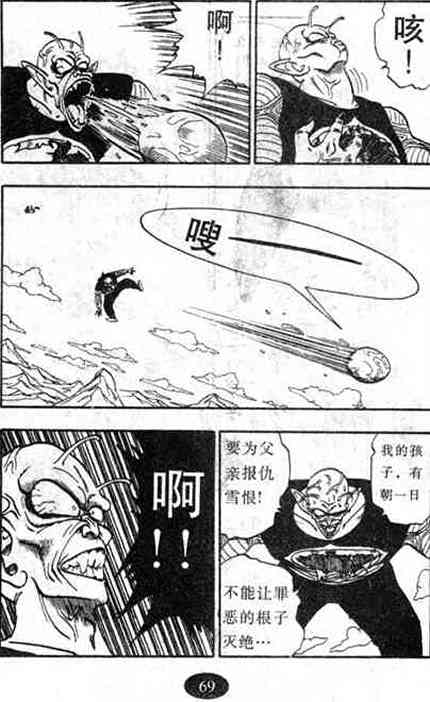 咳！
啊！
嗖——
啊！！
我的孩
子，有
朝一日
要为父
亲报仇
雪恨！
不能让罪
恶的根子
灭绝…
69